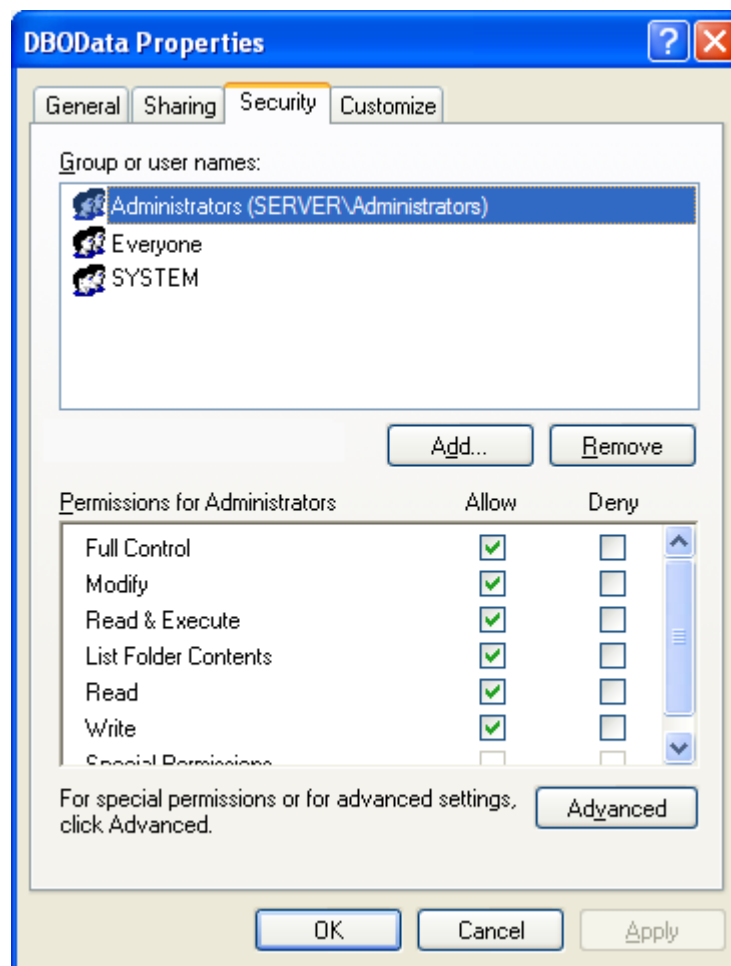 DBOData Properties
General Sharing Security Customize
Group or user names:
Administrators (SERVER\Administrators)
Everyone
SYSTEM
Add... Remove
Permissions for Administrators Allow Deny
Full Control
Modify
Read & Execute
List Folder Contents
Read
Write
Special Permissions
For special permissions or for advanced settings,
click Advanced.
Advanced
OK Cancel Apply